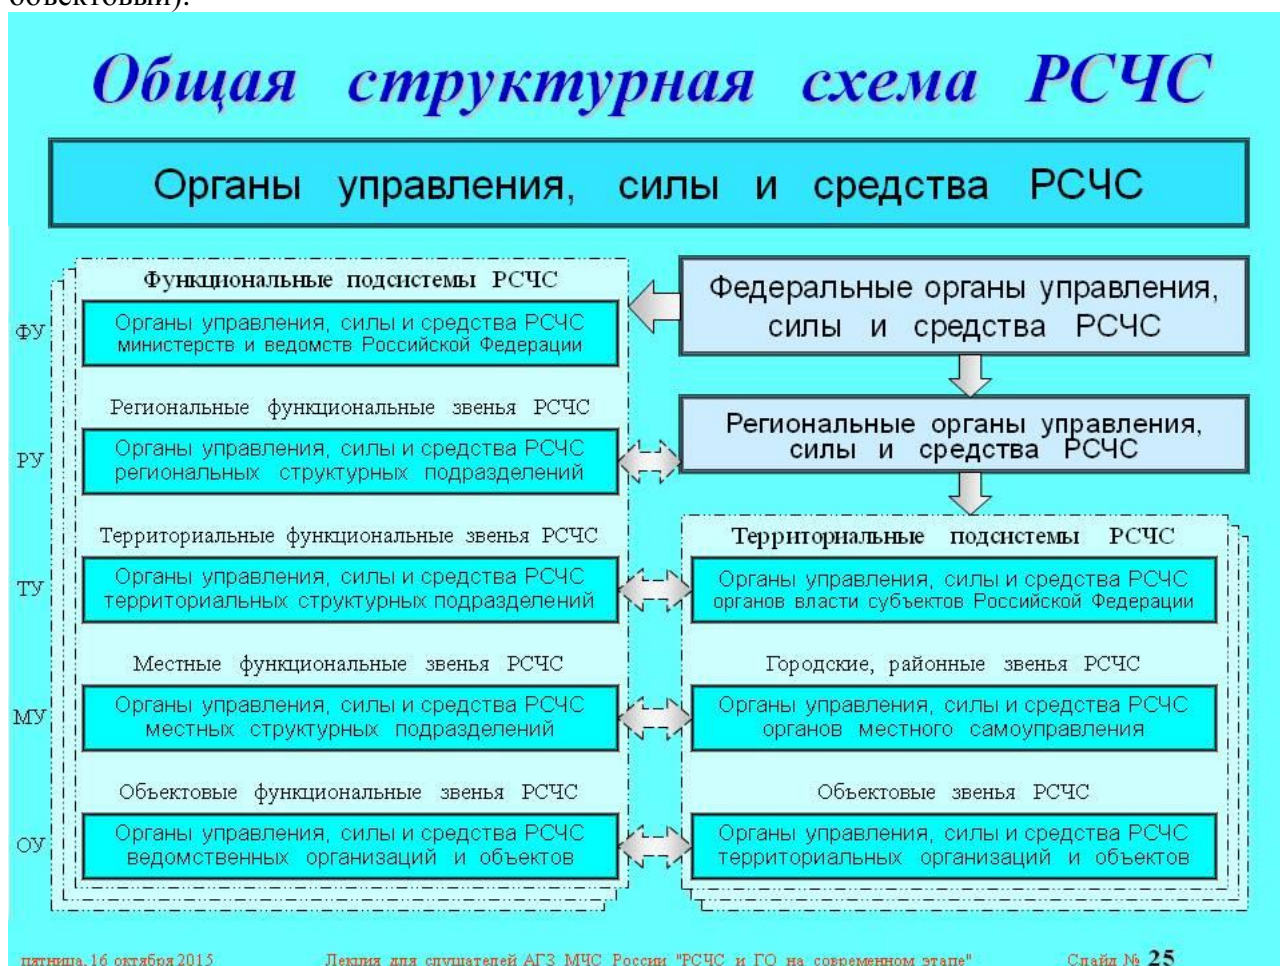 объектовый).
Общая структурная схема РСЧС
Органы управления, силы и средства РСЧС
Функциональные подсистемы РСЧС
ФУ
Органы управления, силы и средства РСЧС
министерств и ведомств Российской Федерации
Региональные функциональные звенья РСЧС
РУ
Органы управления, силы и средства РСЧС
региональных структурных подразделений
Территориальные функциональные звенья РСЧС
ТУ
Органы управления, силы и средства РСЧС
территориальных структурных подразделений
Местные функциональные звенья РСЧС
МУ
Органы управления, силы и средства РСЧС
местных структурных подразделений
Объектовые функциональные звенья РСЧС
ОУ
Органы управления, силы и средства РСЧС
ведомственных организаций и объектов
Федеральные органы управления,
силы и средства РСЧС
Региональные органы управления,
силы и средства РСЧС
Территориальные подсистемы РСЧС
Органы управления, силы и средства РСЧС
органов власти субъектов Российской Федерации
Городские, районные звенья РСЧС
Органы управления, силы и средства РСЧС
органов местного самоуправления
Объектовые звенья РСЧС
Органы управления, силы и средства РСЧС
территориальных организаций и объектов
пятница, 16 октября 2015
Лекция для слушателей АГЗ МЧС России "РСЧС и ГО на современном этапе"
Слайд № 25